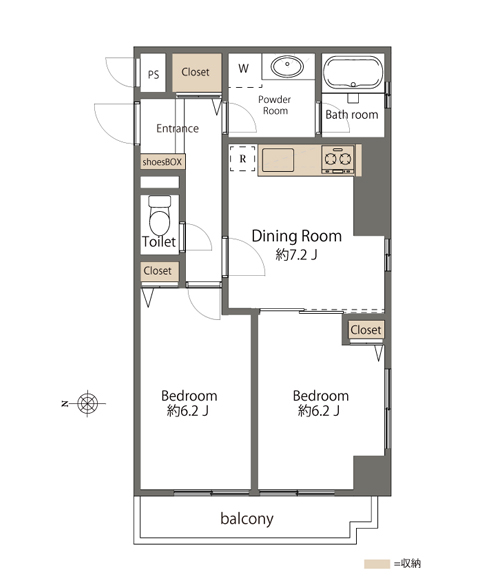 PS
Closet
W
Powder
Room
Bath room
Entrance
shoesBOX
R
Toilet
Dining Room
約7.2 J
Closet
Closet
Bedroom
約6.2 J
Bedroom
約6.2 J
N
balcony
=収納